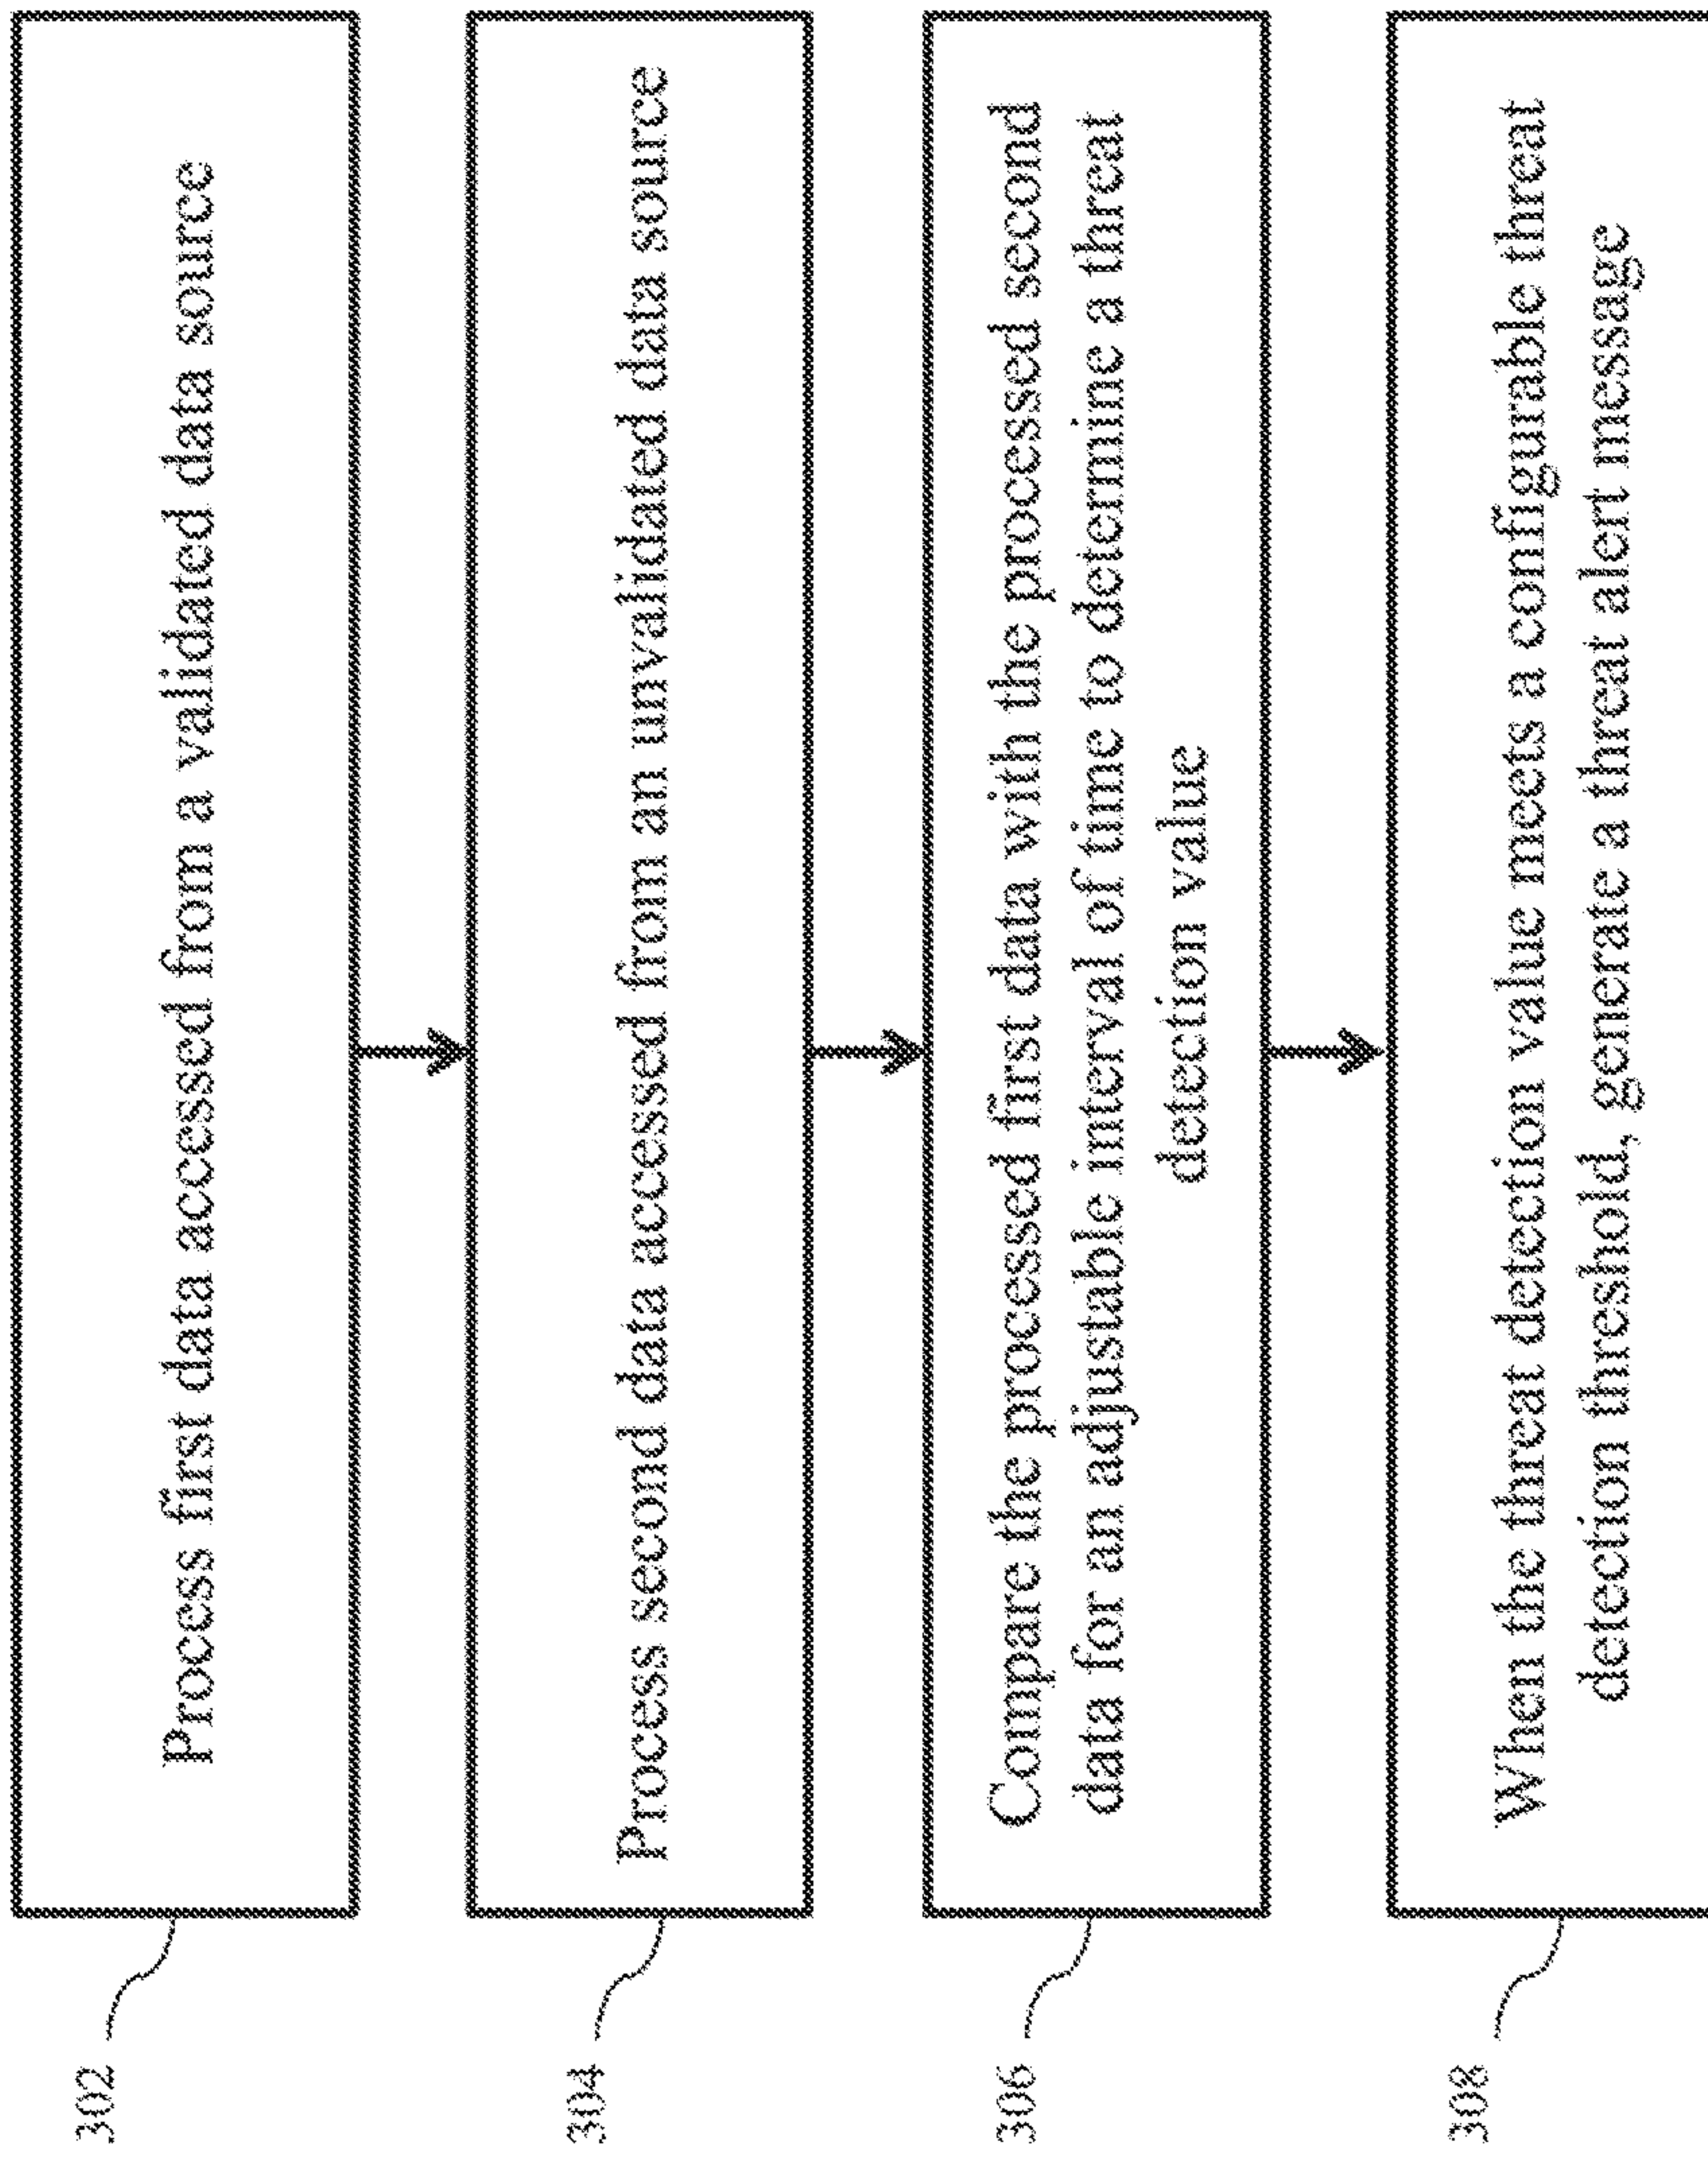 302
Process first data accessed from a validated data source
304
Process second data accessed from an unvalidated data source
306
Compare the processed first data with the processed second
data for an adjustable interval of time to determine a threat
detection value
308
When the threat detection value meets a configurable threat
detection threshold, generate a threat alert message